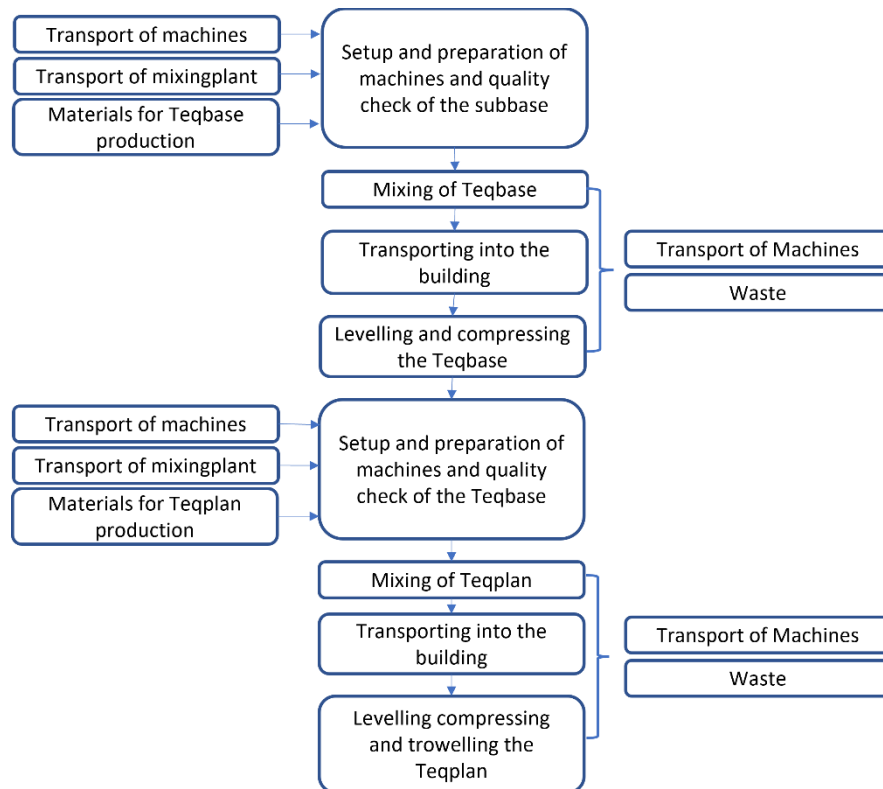 Transport of machines
Transport of mixingplant
Materials for Teqbase
production
Setup and preparation of
machines and quality
check of the subbase
Mixing of Teqbase
Transporting into the
building
Levelling and compressing
the Teqbase
Transport of Machines
Waste
Transport of machines
Transport of mixingplant
Materials for Teqplan
production
Setup and preparation of
machines and quality
check of the Teqbase
Mixing of Teqplan
Transporting into the
building
Levelling compressing
and trowelling the
Teqplan
Transport of Machines
Waste